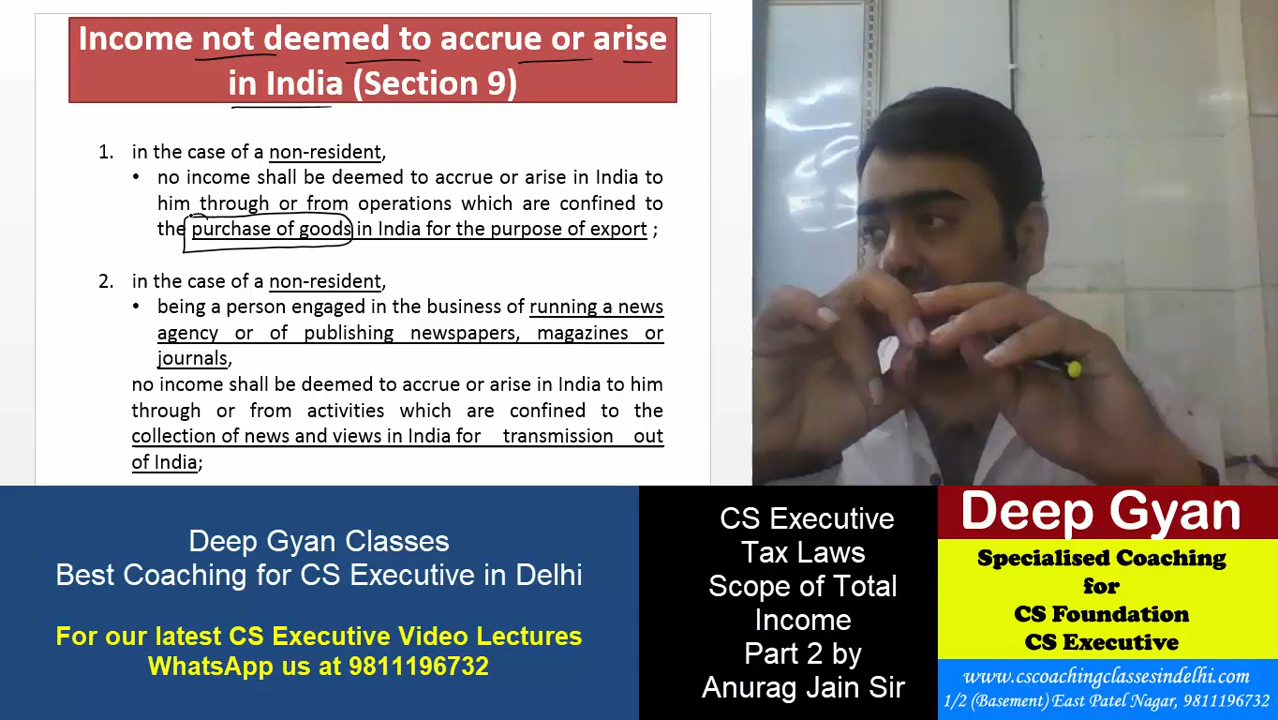 Income not deemed to accrue or arise
in India (Section 9)
1. in the case of a non-resident,
• no income shall be deemed to accrue or arise in India to
him through or from operations which are confined to
the purchase of goods in India for the purpose of export ;
2. in the case of a non-resident,
• being a person engaged in the business of running a news
agency or of publishing newspapers, magazines or
journals,
no income shall be deemed to accrue or arise in India to him
through or from activities which are confined to the
collection of news and views in India for transmission out
of India;
Deep Gyan Classes
Best Coaching for CS Executive in Delhi
For our latest CS Executive Video Lectures
WhatsApp us at 9811196732
CS Executive
Tax Laws
Scope of Total
Income
Part 2 by
Anurag Jain Sir
Deep Gyan
Specialised Coaching
for
CS Foundation
CS Executive
www.cscoachingclassesindelhi.com
1/2 (Basement) East Patel Nagar, 9811196732